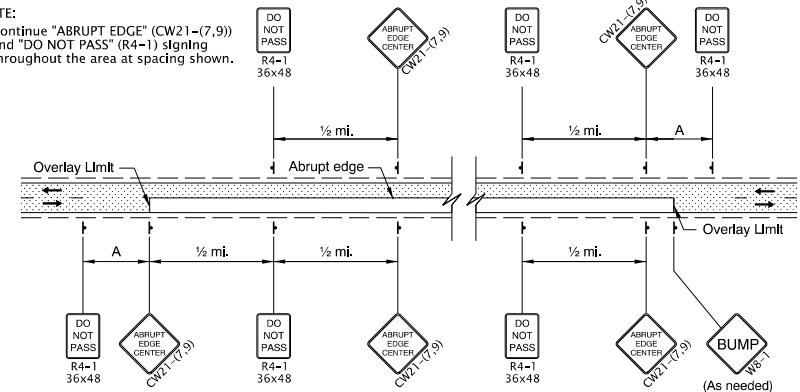 TE:
ontinue "ABRUPT EDGE" (CW21-(7,9))
nd "DO NOT PASS" (R4-1) signing
hroughout the area at spacing shown.
DO
NOT
PASS
R4-1
36x48
ABRUPT
EDGE
CENTER
CW21-(7,9)
DO
NOT
PASS
R4-1
36x48
ABRUPT
EDGE
CENTER
CW21-(7,9)
DO
NOT
PASS
R4-1
36x48
½ mi.
½ mi.
A
Overlay Limit
Abrupt edge
Overlay Limit
A
½ mi.
½ mi.
½ mi.
DO
NOT
PASS
R4-1
36x48
ABRUPT
EDGE
CENTER
CW21-(7,9)
DO
NOT
PASS
R4-1
36x48
ABRUPT
EDGE
CENTER
CW21-(7,9)
DO
NOT
PASS
R4-1
36x48
ABRUPT
EDGE
CENTER
CW21-(7,9)
BUMP
W8-1
(As needed)